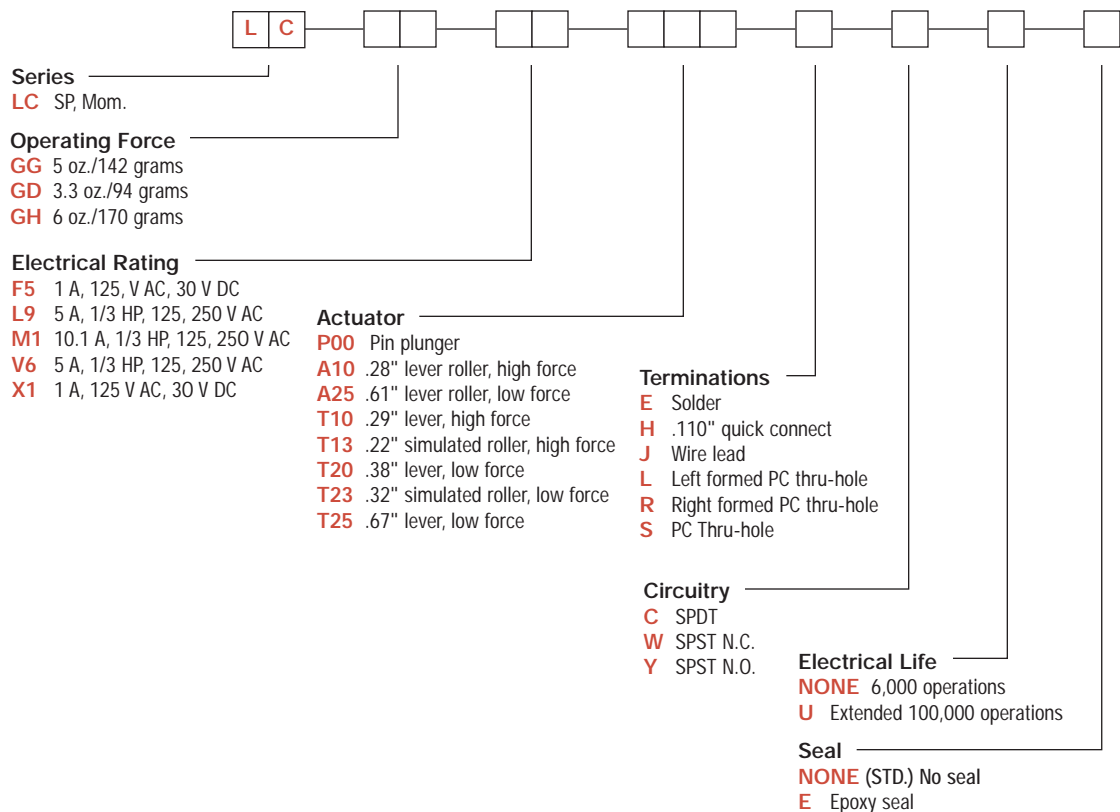 L C
Series
LC SP, Mom.
Operating Force
GG 5 oz./142 grams
GD 3.3 oz./94 grams
GH 6 oz./170 grams
Electrical Rating
F5 1 A, 125, V AC, 30 V DC
L9 5 A, 1/3 HP, 125, 250 V AC
M1 10.1 A, 1/3 HP, 125, 250 V AC
V6 5 A, 1/3 HP, 125, 250 V AC
X1 1 A, 125 V AC, 30 V DC
Actuator
P00 Pin plunger
A10 .28" lever roller, high force
A25 .61" lever roller, low force
T10 .29" lever, high force
T13 .22" simulated roller, high force
T20 .38" lever, low force
T23 .32" simulated roller, low force
T25 .67" lever, low force
Terminations
E Solder
H .110" quick connect
J Wire lead
L Left formed PC thru-hole
R Right formed PC thru-hole
S PC Thru-hole
Circuitry
C SPDT
W SPST N.C.
Y SPST N.O.
Electrical Life
NONE 6,000 operations
U Extended 100,000 operations
Seal
NONE (STD.) No seal
E Epoxy seal